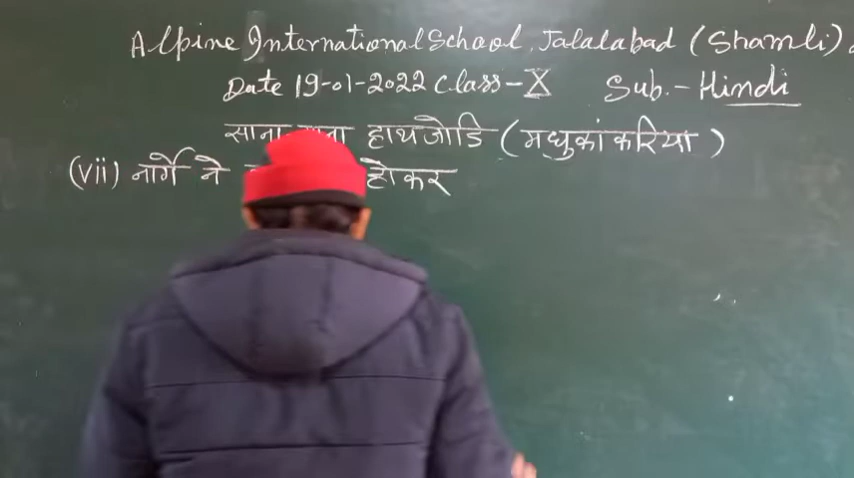 Alpine International School, Jalalabad (Shamli)
Date 19-01-2022 Class-X Sub.- Hindi
साना हाथ जोडि (मधु कांकरिया)
(vii) नार्गे ने होकर